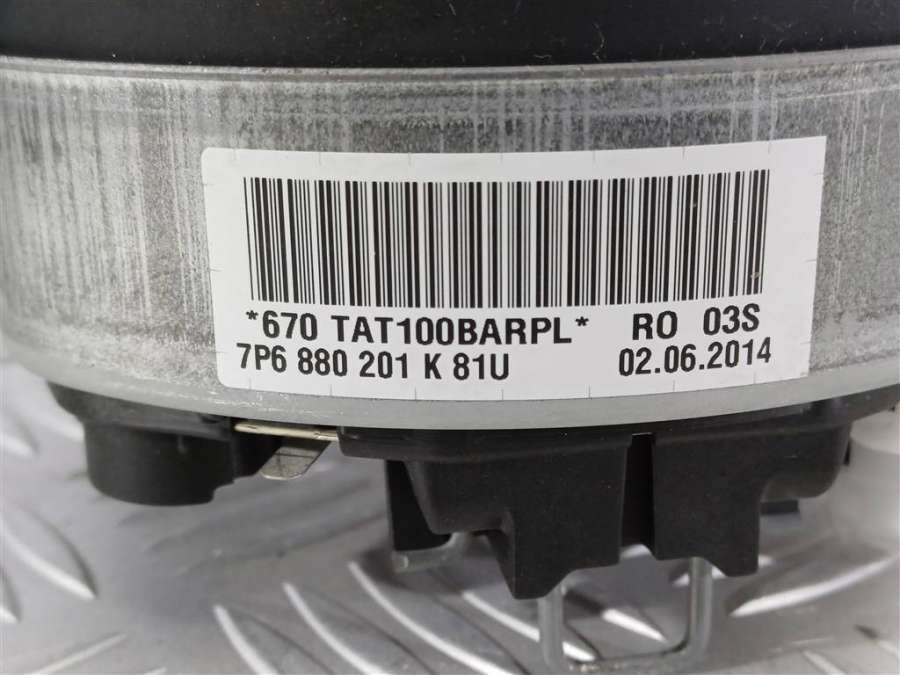 *670 TAT100BARPL* RO 03S
7P6 880 201 K 81U 02.06.2014